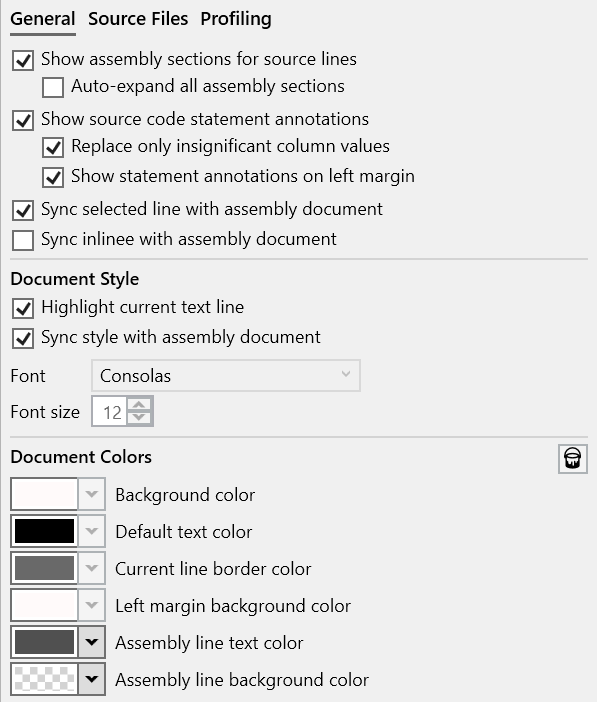 General Source Files Profiling
Show assembly sections for source lines
Auto-expand all assembly sections
Show source code statement annotations
Replace only insignificant column values
Show statement annotations on left margin
Sync selected line with assembly document
Sync inlinee with assembly document
Document Style
Highlight current text line
Sync style with assembly document
Font Consolas
Font size 12
Document Colors
Background color
Default text color
Current line border color
Left margin background color
Assembly line text color
Assembly line background color